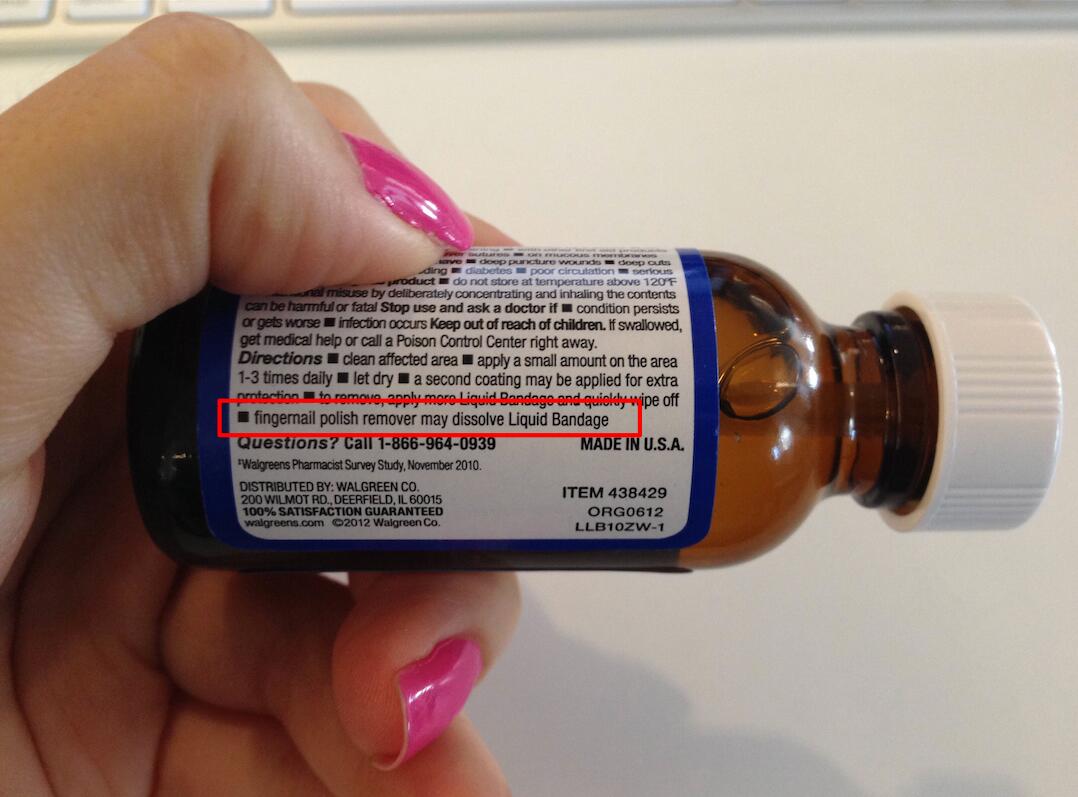 with other first aid products
sutures ■ on mucous membranes
■ deep puncture wounds ■ deep cuts
■ diabetes ■ poor circulation ■ serious
product ■ do not store at temperature above 120°F
misuse by deliberately concentrating and inhaling the contents
can be harmful or fatal Stop use and ask a doctor if ■ condition persists
or gets worse ■ infection occurs Keep out of reach of children. If swallowed,
get medical help or call a Poison Control Center right away.
Directions ■ clean affected area ■ apply a small amount on the area
1-3 times daily ■ let dry ■ a second coating may be applied for extra
protection ■ to remove, apply more Liquid Bandage and quickly wipe off
■ fingernail polish remover may dissolve Liquid Bandage
Questions? Call 1-866-964-0939 MADE IN U.S.A.
‡Walgreens Pharmacist Survey Study, November 2010.
DISTRIBUTED BY: WALGREEN CO.
200 WILMOT RD., DEERFIELD, IL 60015
100% SATISFACTION GUARANTEED
walgreens.com ©2012 Walgreen Co.
ITEM 438429
ORG0612
LLB10ZW-1